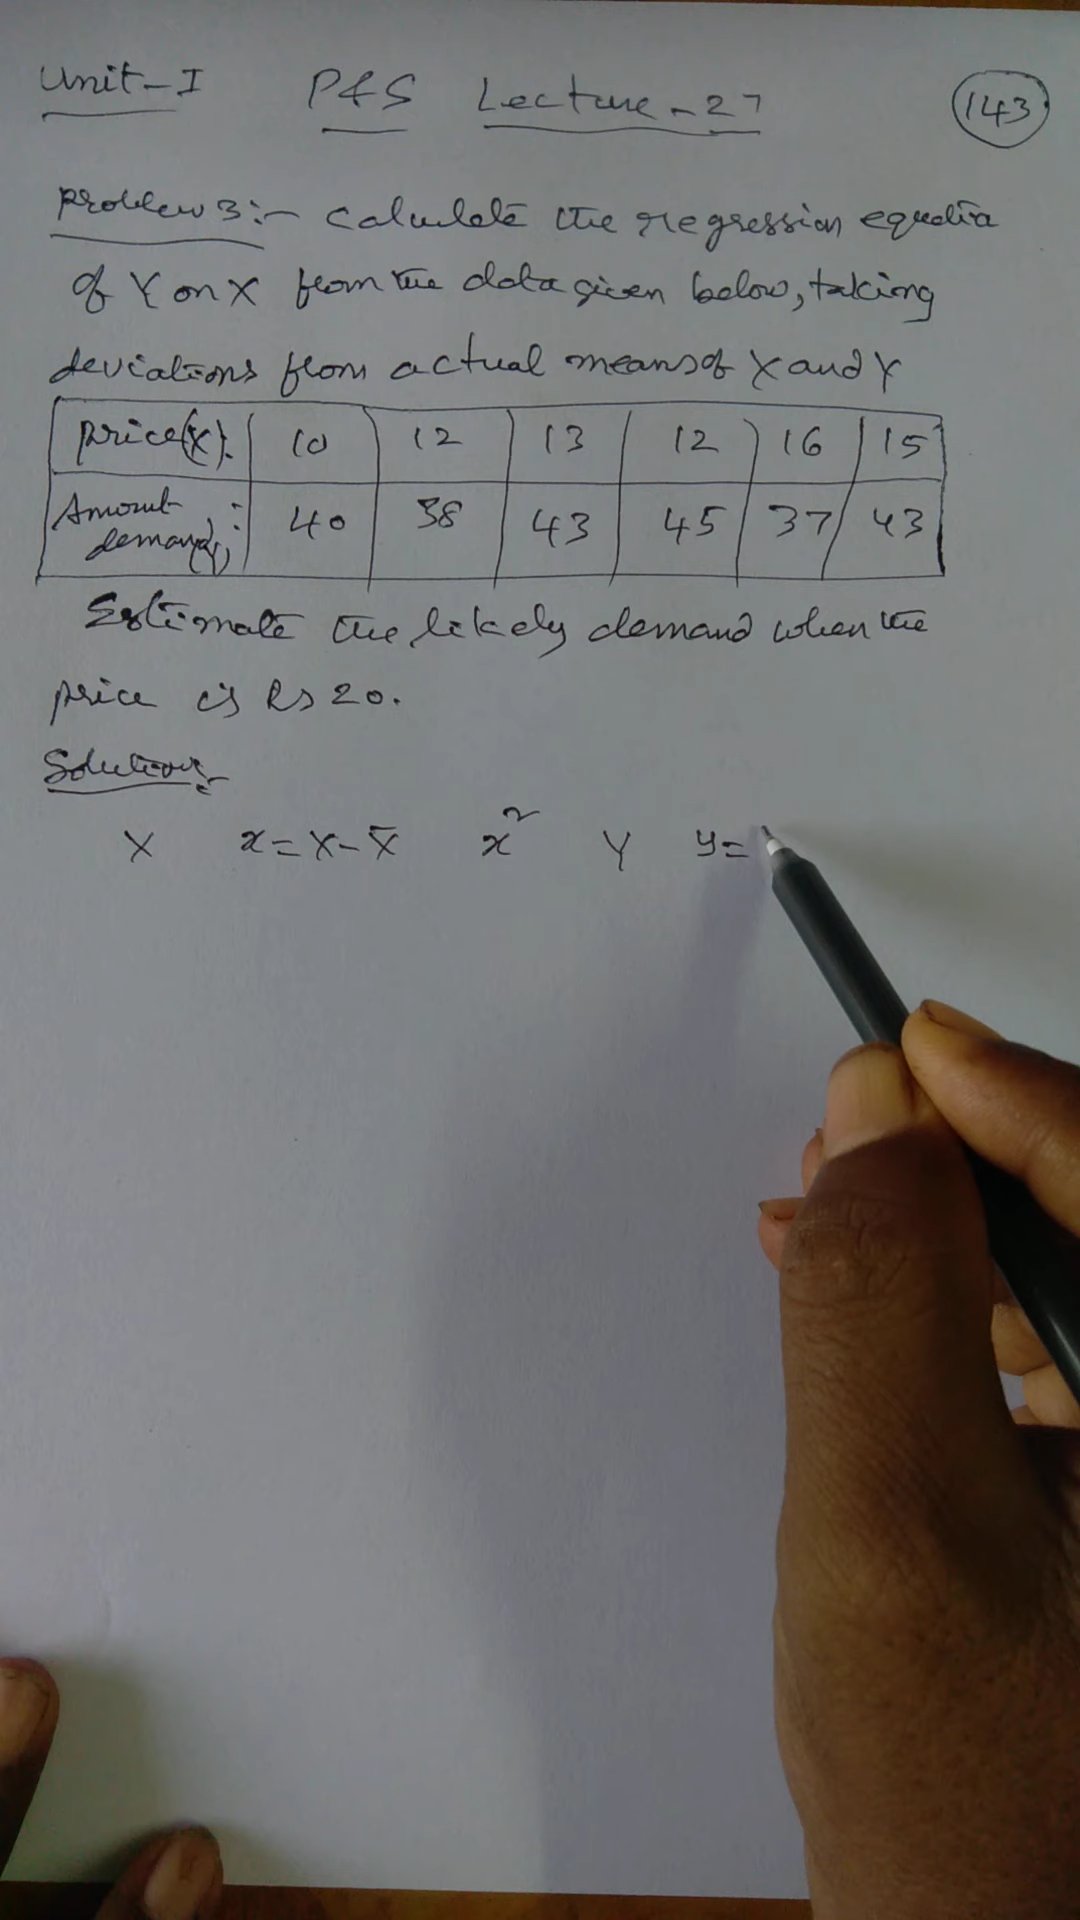 Unit-I P&S Lecture-27 143
Problem 3:- Calculate the regression equation
of Y on X from the data given below, taking
deviations from actual means of X and Y
Price(X): 10 12 13 12 16 15
Amount demand(Y): 40 38 43 45 37 43
Estimate the likely demand when the
price is Rs 20.
Solution:-
X x=X-X̄ x² Y y=